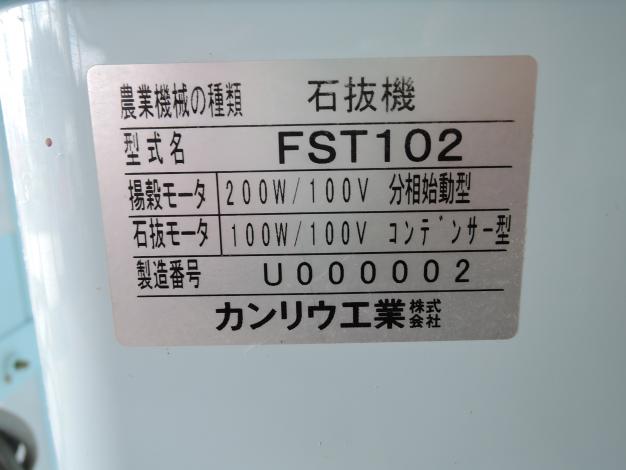 農業機械の種類 石抜機
型式名 FST102
揚穀モータ 200W/100V 分相始動型
石抜モータ 100W/100V コンデンサー型
製造番号 U000002
カンリウ工業株式会社